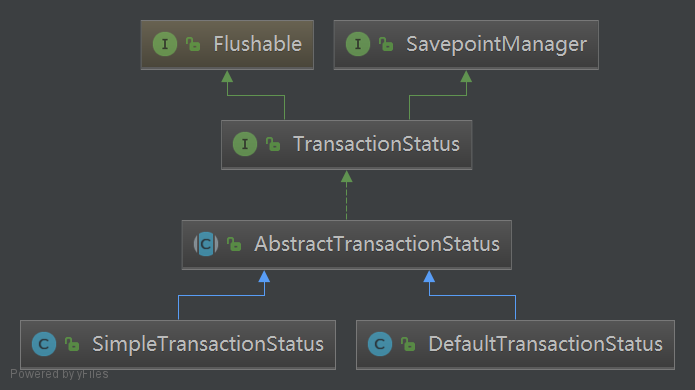 I Flushable
I SavepointManager
I TransactionStatus
C AbstractTransactionStatus
C SimpleTransactionStatus
C DefaultTransactionStatus
Powered by yFiles